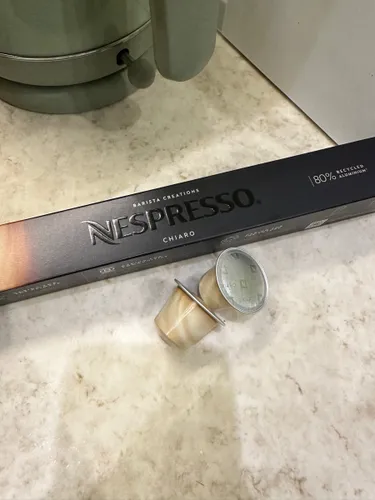 BARISTA CREATIONS
NESPRESSO
CHIARO
80% RECYCLED
ALUMINIUM*